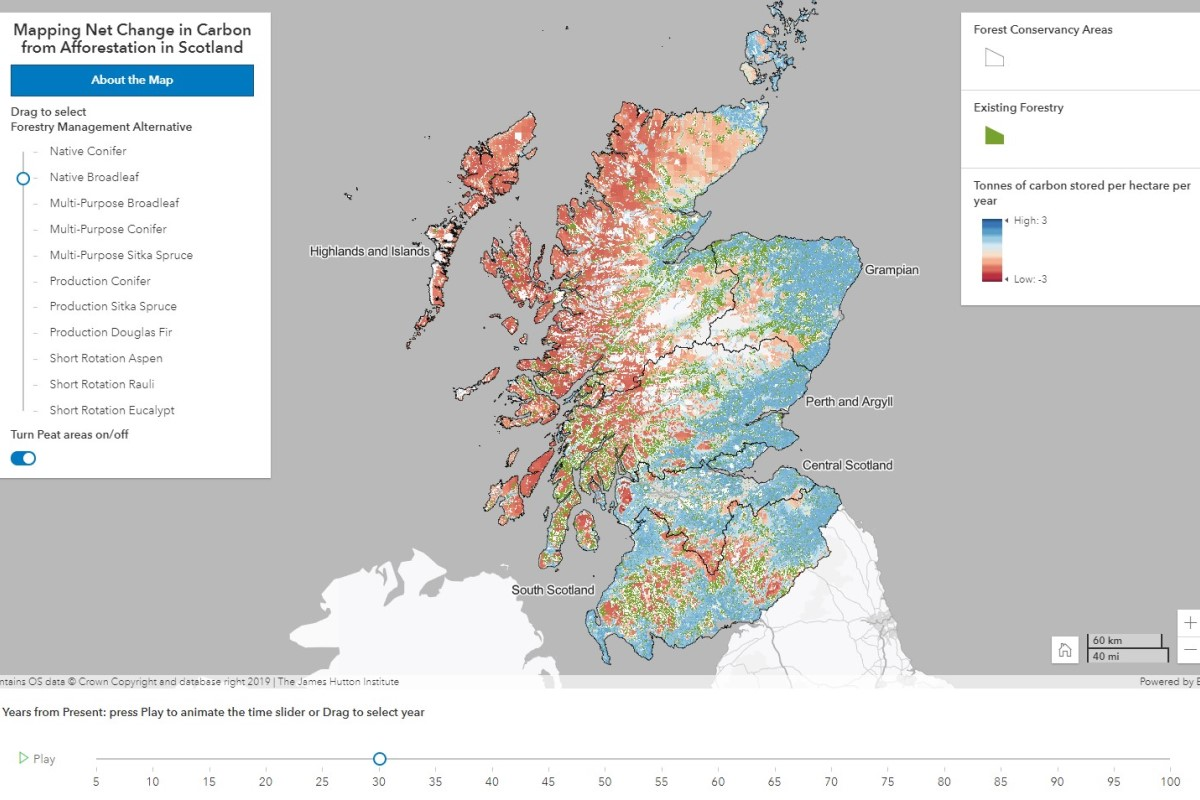 Mapping Net Change in Carbon
from Afforestation in Scotland
About the Map
Drag to select
Forestry Management Alternative
Native Conifer
Native Broadleaf
Multi-Purpose Broadleaf
Multi-Purpose Conifer
Multi-Purpose Sitka Spruce
Production Conifer
Production Sitka Spruce
Production Douglas Fir
Short Rotation Aspen
Short Rotation Rauli
Short Rotation Eucalypt
Turn Peat areas on/off
Highlands and Islands
Grampian
Perth and Argyll
Central Scotland
South Scotland
Forest Conservancy Areas
Existing Forestry
Tonnes of carbon stored per hectare per
year
High: 3
Low: -3
+
−
60 km
40 mi
ntains OS data © Crown Copyright and database right 2019 | The James Hutton Institute
Powered by E
Years from Present: press Play to animate the time slider or Drag to select year
Play
5 10 15 20 25 30 35 40 45 50 55 60 65 70 75 80 85 90 95 100